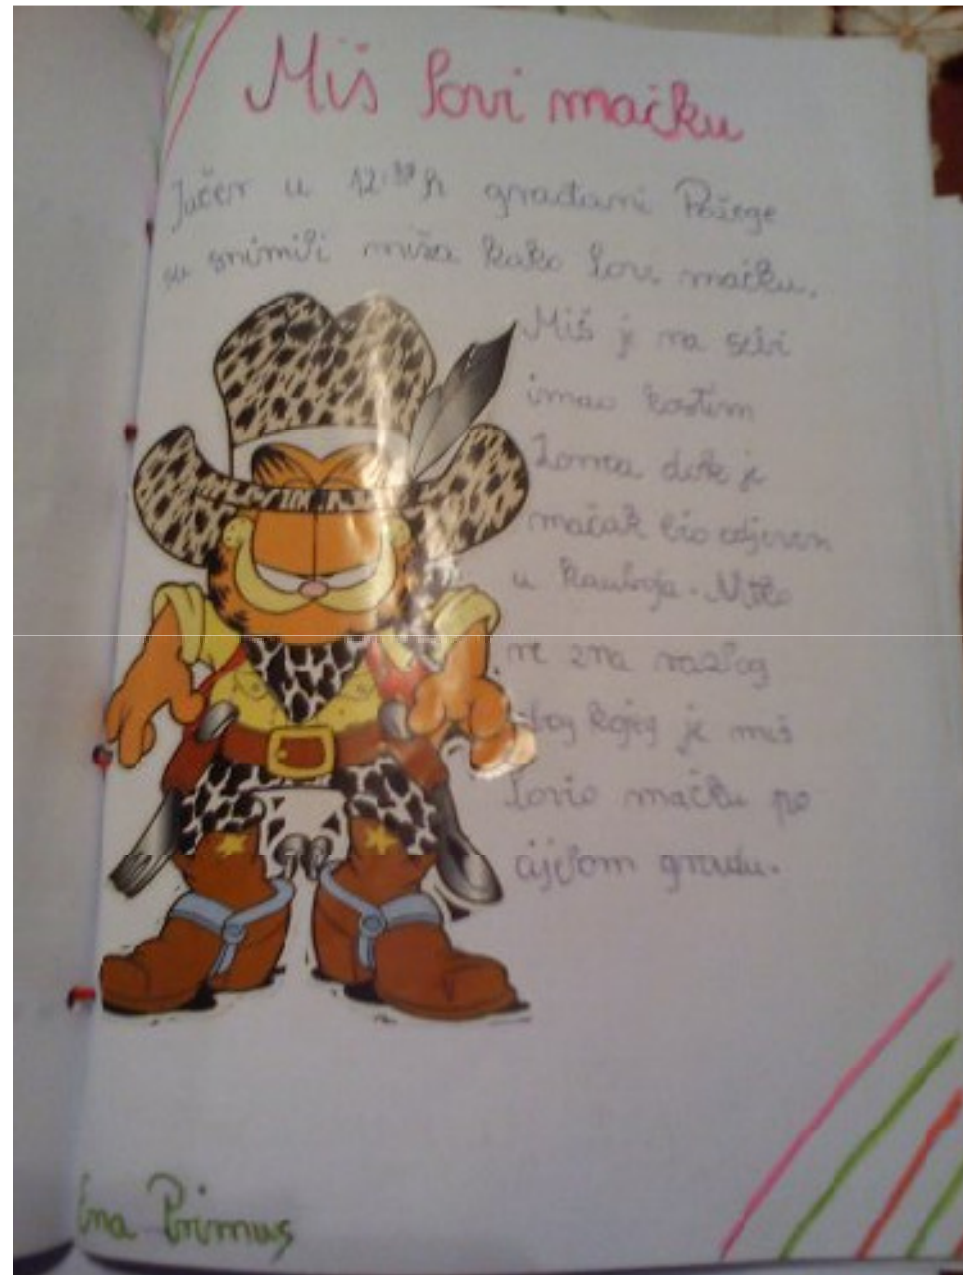 Miš lovi mačku
Jučer u 12:30 h građani Požege
su snimili miša kako lovi mačku.
Miš je na sebi
imao kostim
Zorroa dok je
mačak bio odjeven
u kauboja. Nitko
ne zna razlog
zbog kojeg je miš
lovio mačku po
cijelom gradu.
Ena Primus